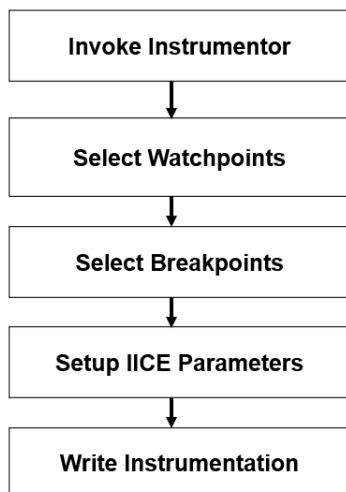 Invoke Instrumentor
Select Watchpoints
Select Breakpoints
Setup IICE Parameters
Write Instrumentation